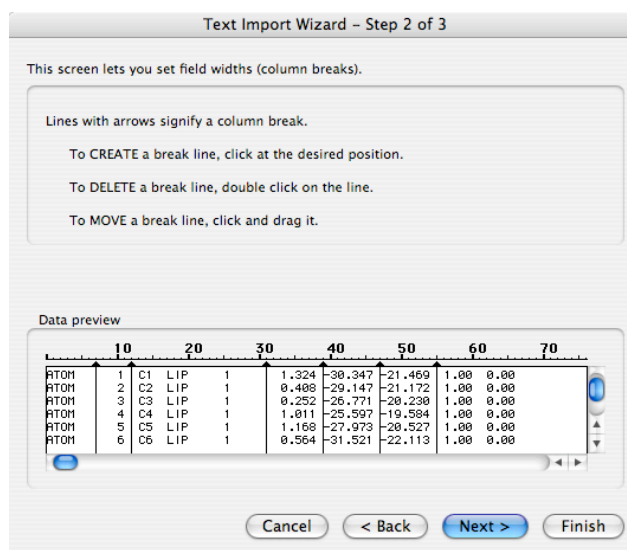 Text Import Wizard – Step 2 of 3
This screen lets you set field widths (column breaks).
Lines with arrows signify a column break.
To CREATE a break line, click at the desired position.
To DELETE a break line, double click on the line.
To MOVE a break line, click and drag it.
Data preview
10 20 30 40 50 60 70
ATOM 1 C1 LIP 1 1.324 -30.347 -21.469 1.00 0.00
ATOM 2 C2 LIP 1 0.408 -29.147 -21.172 1.00 0.00
ATOM 3 C3 LIP 1 0.252 -26.771 -20.230 1.00 0.00
ATOM 4 C4 LIP 1 1.011 -25.597 -19.584 1.00 0.00
ATOM 5 C5 LIP 1 1.168 -27.973 -20.527 1.00 0.00
ATOM 6 C6 LIP 1 0.564 -31.521 -22.113 1.00 0.00
Cancel < Back Next > Finish